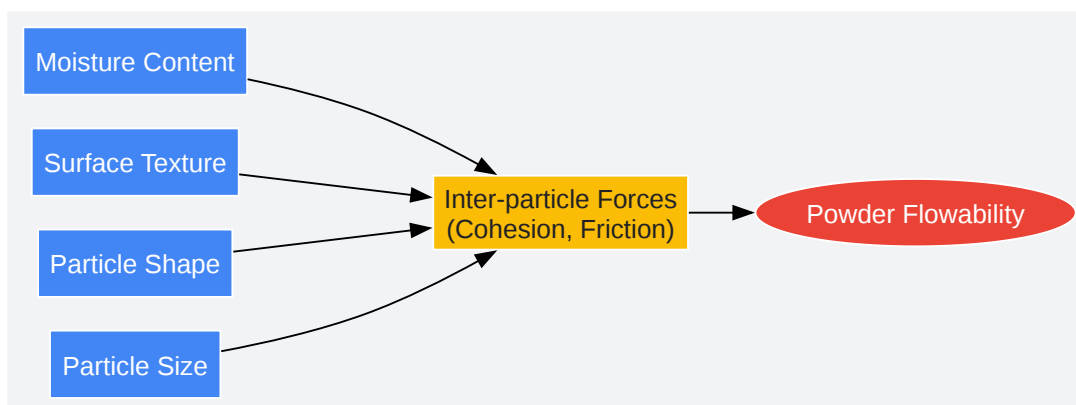 Moisture Content
Surface Texture
Particle Shape
Particle Size
Inter-particle Forces
(Cohesion, Friction)
Powder Flowability